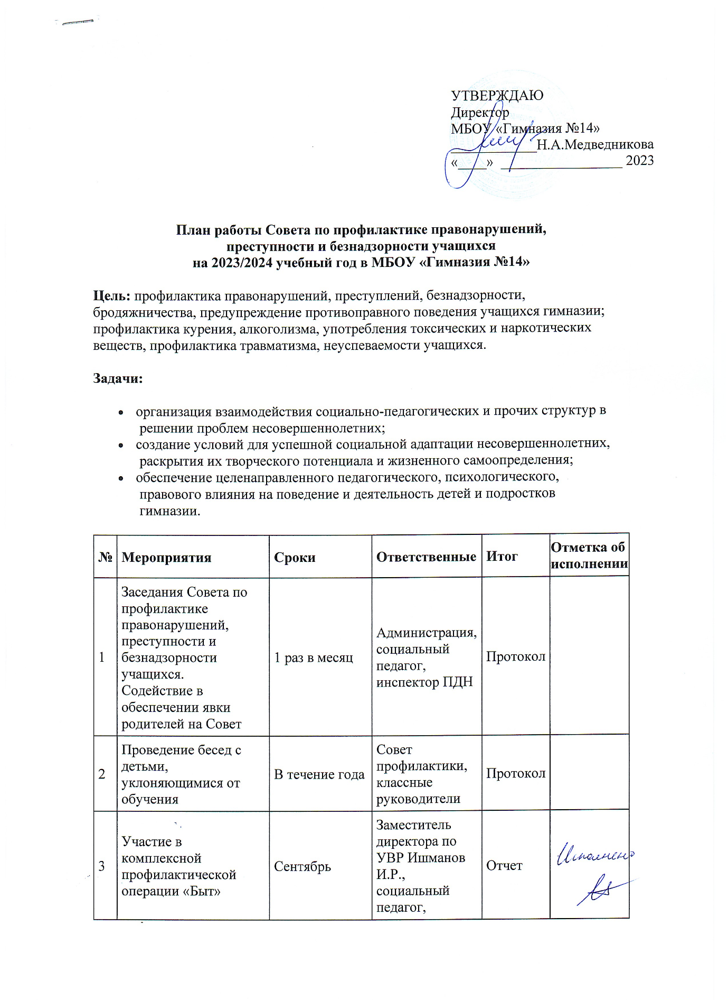 УТВЕРЖДАЮ
Директор
МБОУ «Гимназия №14»
____________Н.А.Медведникова
«____» _________________ 2023
План работы Совета по профилактике правонарушений,
преступности и безнадзорности учащихся
на 2023/2024 учебный год в МБОУ «Гимназия №14»
Цель: профилактика правонарушений, преступлений, безнадзорности,
бродяжничества, предупреждение противоправного поведения учащихся гимназии;
профилактика курения, алкоголизма, употребления токсических и наркотических
веществ, профилактика травматизма, неуспеваемости учащихся.
Задачи:
• организация взаимодействия социально-педагогических и прочих структур в
решении проблем несовершеннолетних;
• создание условий для успешной социальной адаптации несовершеннолетних,
раскрытия их творческого потенциала и жизненного самоопределения;
• обеспечение целенаправленного педагогического, психологического,
правового влияния на поведение и деятельность детей и подростков
гимназии.
№
Мероприятия
Сроки
Ответственные
Итог
Отметка об
исполнении
1
Заседания Совета по
профилактике
правонарушений,
преступности и
безнадзорности
учащихся.
Содействие в
обеспечении явки
родителей на Совет
1 раз в месяц
Администрация,
социальный
педагог,
инспектор ПДН
Протокол
2
Проведение бесед с
детьми,
уклоняющимися от
обучения
В течение года
Совет
профилактики,
классные
руководители
Протокол
3
Участие в
комплексной
профилактической
операции «Быт»
Сентябрь
Заместитель
директора по
УВР Ишманов
И.Р.,
социальный
педагог,
Отчет
Исполнено